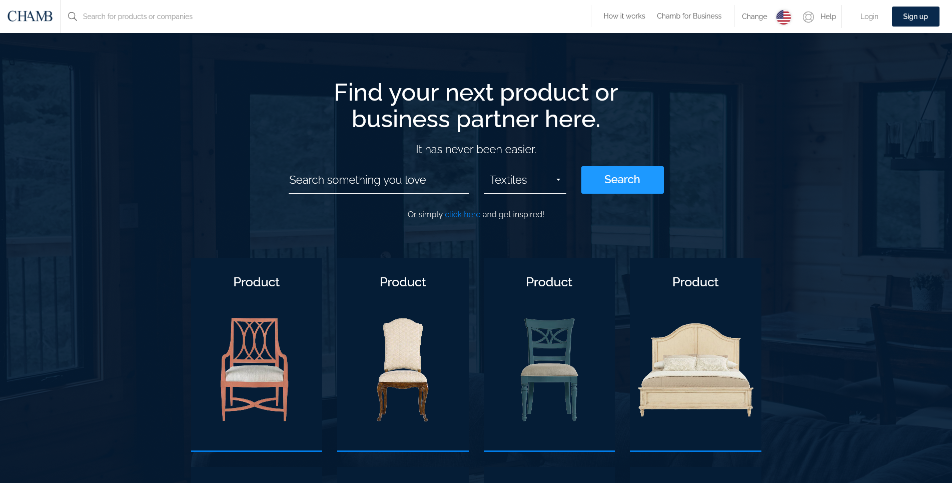 CHAMB
Search for products or companies
How it works
Chamb for Business
Change
Help
Login
Sign up
Find your next product or
business partner here.
It has never been easier.
Search something you love
Textiles
Search
Or simply click here and get inspired!
Product
Product
Product
Product